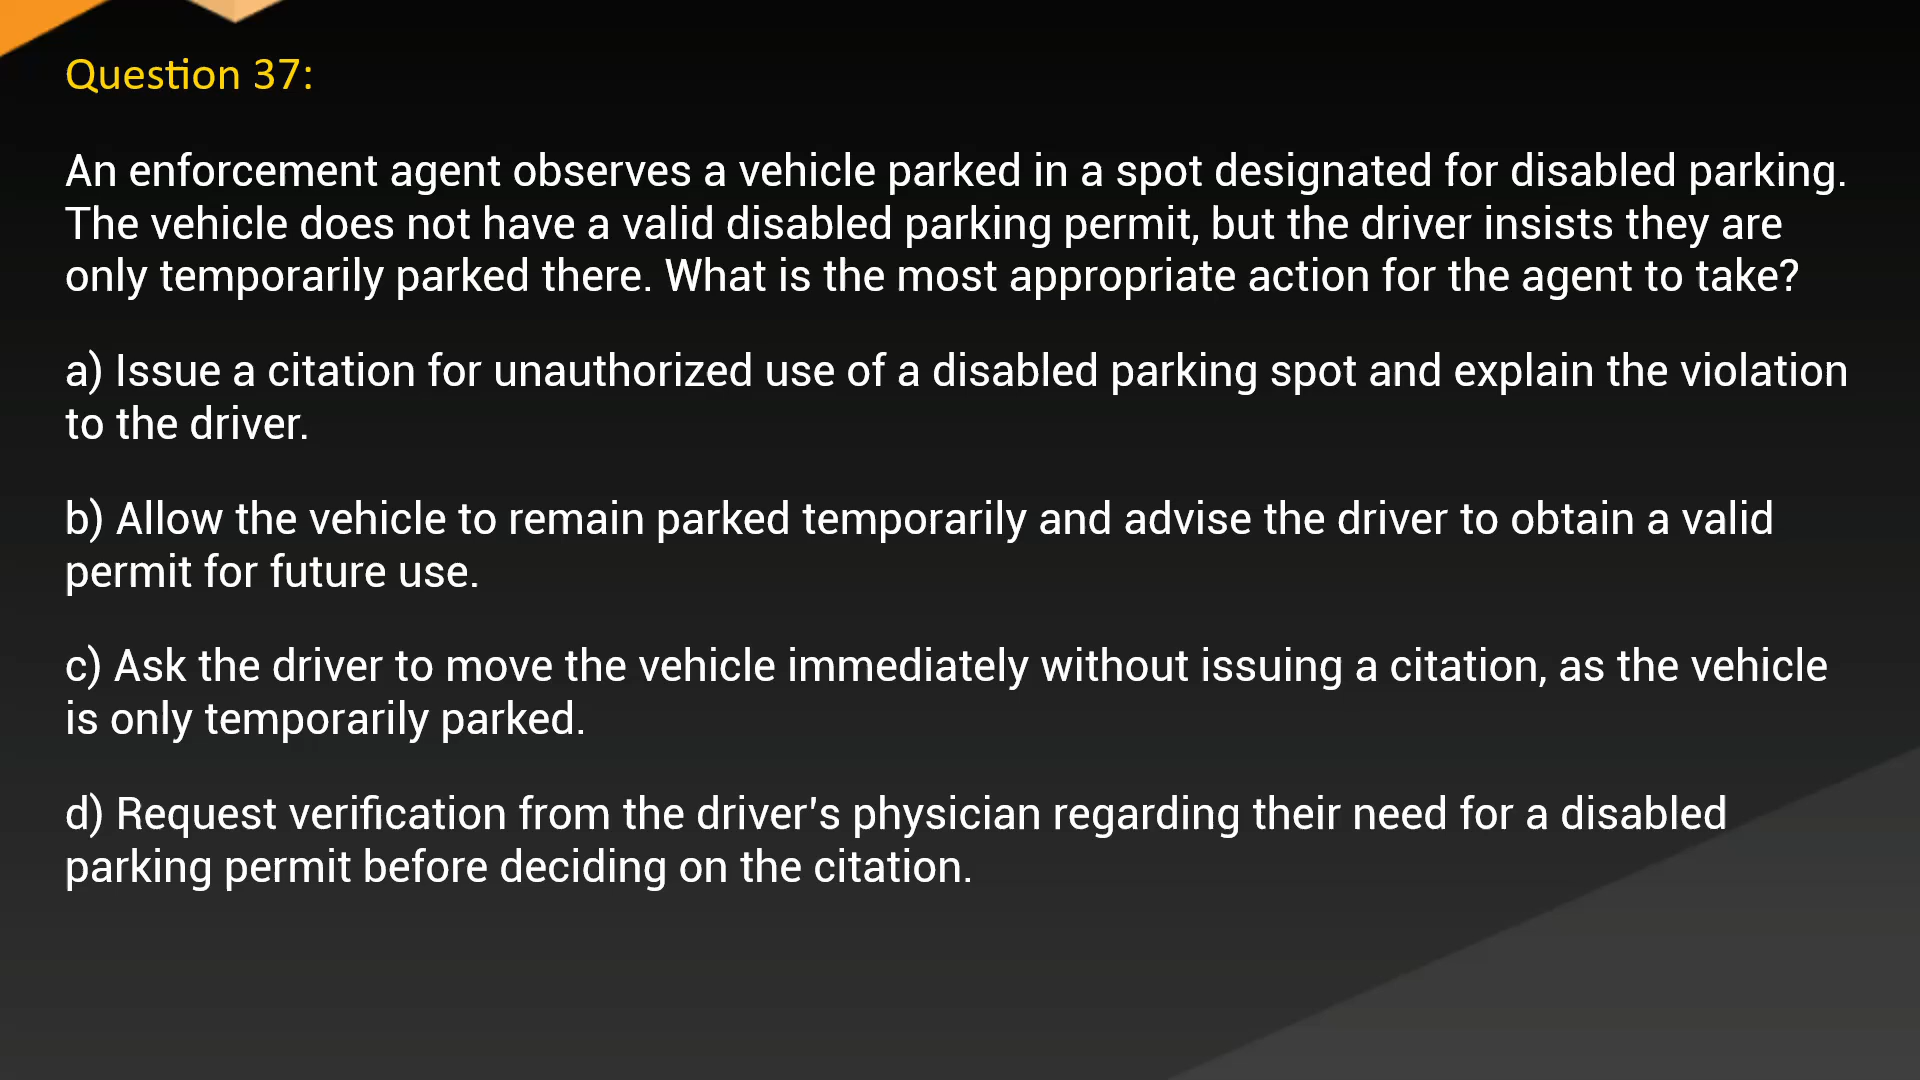 Question 37:
An enforcement agent observes a vehicle parked in a spot designated for disabled parking.
The vehicle does not have a valid disabled parking permit, but the driver insists they are
only temporarily parked there. What is the most appropriate action for the agent to take?
a) Issue a citation for unauthorized use of a disabled parking spot and explain the violation
to the driver.
b) Allow the vehicle to remain parked temporarily and advise the driver to obtain a valid
permit for future use.
c) Ask the driver to move the vehicle immediately without issuing a citation, as the vehicle
is only temporarily parked.
d) Request verification from the driver's physician regarding their need for a disabled
parking permit before deciding on the citation.